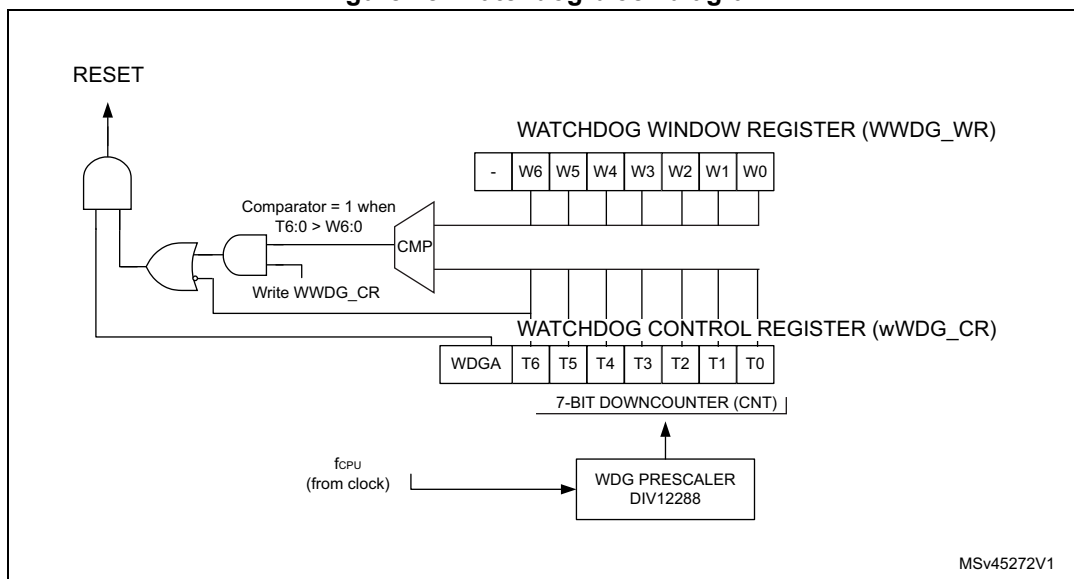 RESET
WATCHDOG WINDOW REGISTER (WWDG_WR)
- W6 W5 W4 W3 W2 W1 W0
Comparator = 1 when
T6:0 > W6:0
CMP
Write WWDG_CR
WATCHDOG CONTROL REGISTER (wWDG_CR)
WDGA T6 T5 T4 T3 T2 T1 T0
7-BIT DOWNCOUNTER (CNT)
fCPU
(from clock)
WDG PRESCALER
DIV12288
MSv45272V1